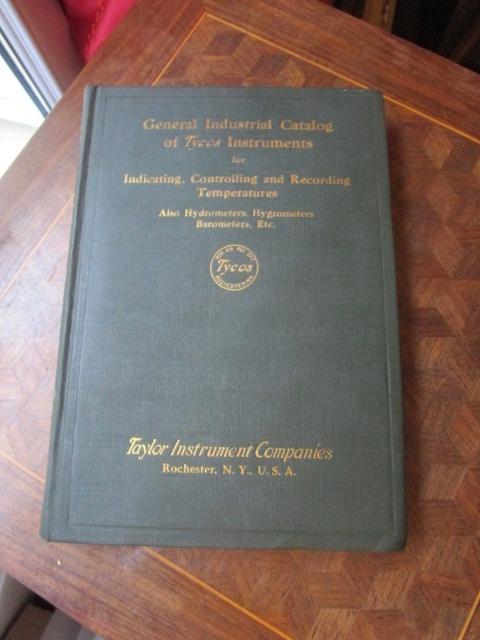 General Industrial Catalog
of Tycos Instruments
for
Indicating, Controlling and Recording
Temperatures
Also Hydrometers, Hygrometers
Barometers, Etc.
Tycos
Taylor Instrument Companies
Rochester, N. Y., U. S. A.